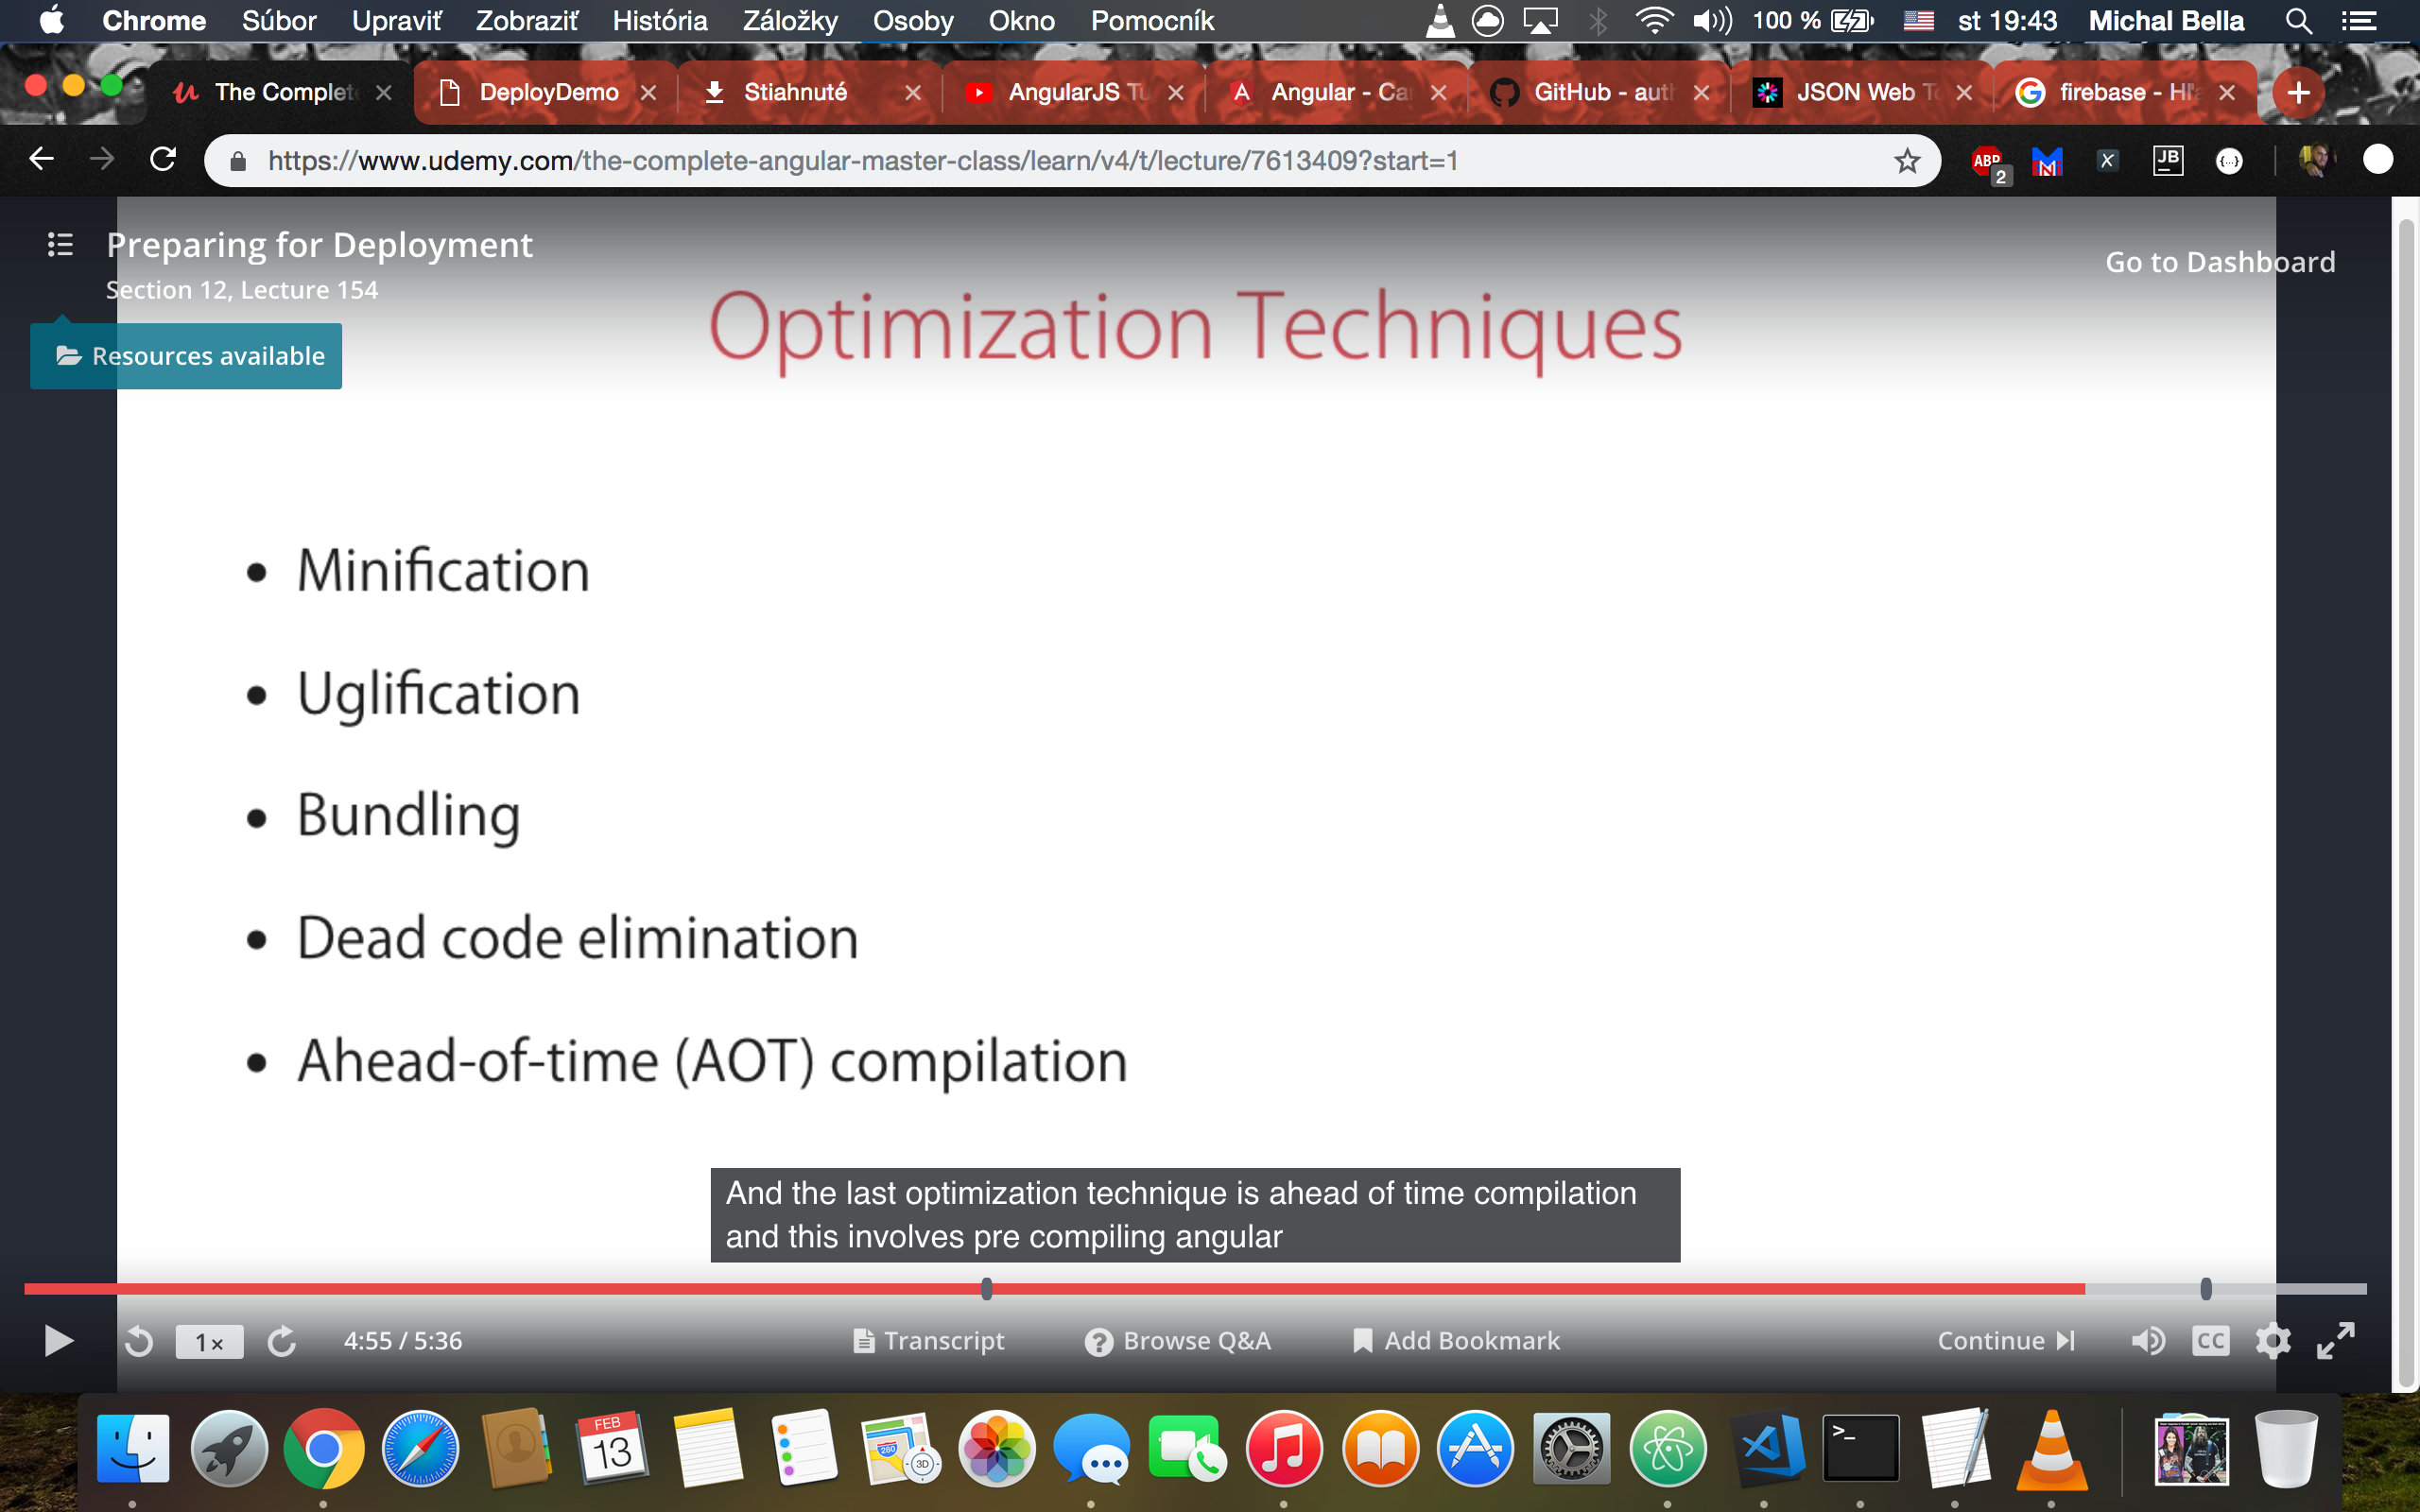 Chrome Súbor Upraviť Zobraziť História Záložky Osoby Okno Pomocník 100 % st 19:43 Michal Bella
The Complet DeployDemo Stiahnuté AngularJS Tu Angular - Ca GitHub - auth JSON Web To firebase - Hľa
https://www.udemy.com/the-complete-angular-master-class/learn/v4/t/lecture/7613409?start=1 ABP 2 X JB {...}
Preparing for Deployment
Section 12, Lecture 154
Go to Dashboard
Resources available
Optimization Techniques
• Minification
• Uglification
• Bundling
• Dead code elimination
• Ahead-of-time (AOT) compilation
And the last optimization technique is ahead of time compilation
and this involves pre compiling angular
1x 4:55 / 5:36 Transcript Browse Q&A Add Bookmark Continue CC
FEB
13
280
3D
>_